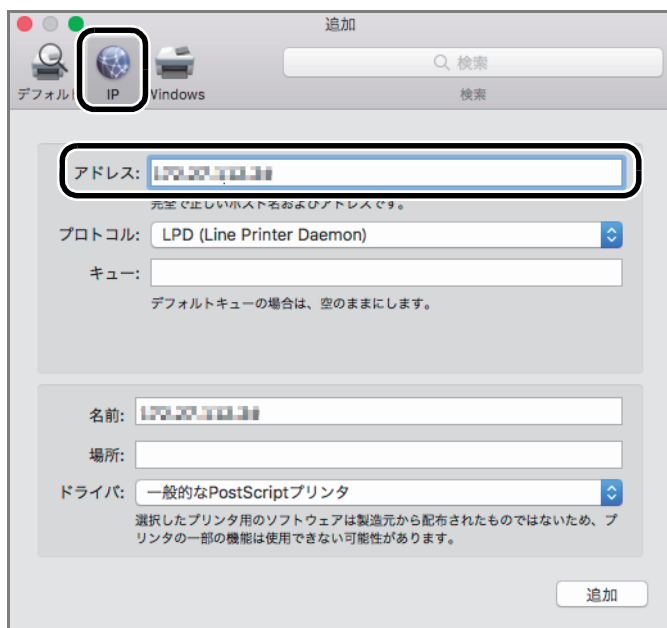 追加
検索
デフォル IP Windows 検索
アドレス:
完全で正しいホスト名およびアドレスです。
プロトコル: LPD (Line Printer Daemon)
キュー:
デフォルトキューの場合は、空のままにします。
名前:
場所:
ドライバ: 一般的なPostScriptプリンタ
選択したプリンタ用のソフトウェアは製造元から配布されたものではないため、プ
リンタの一部の機能は使用できない可能性があります。
追加